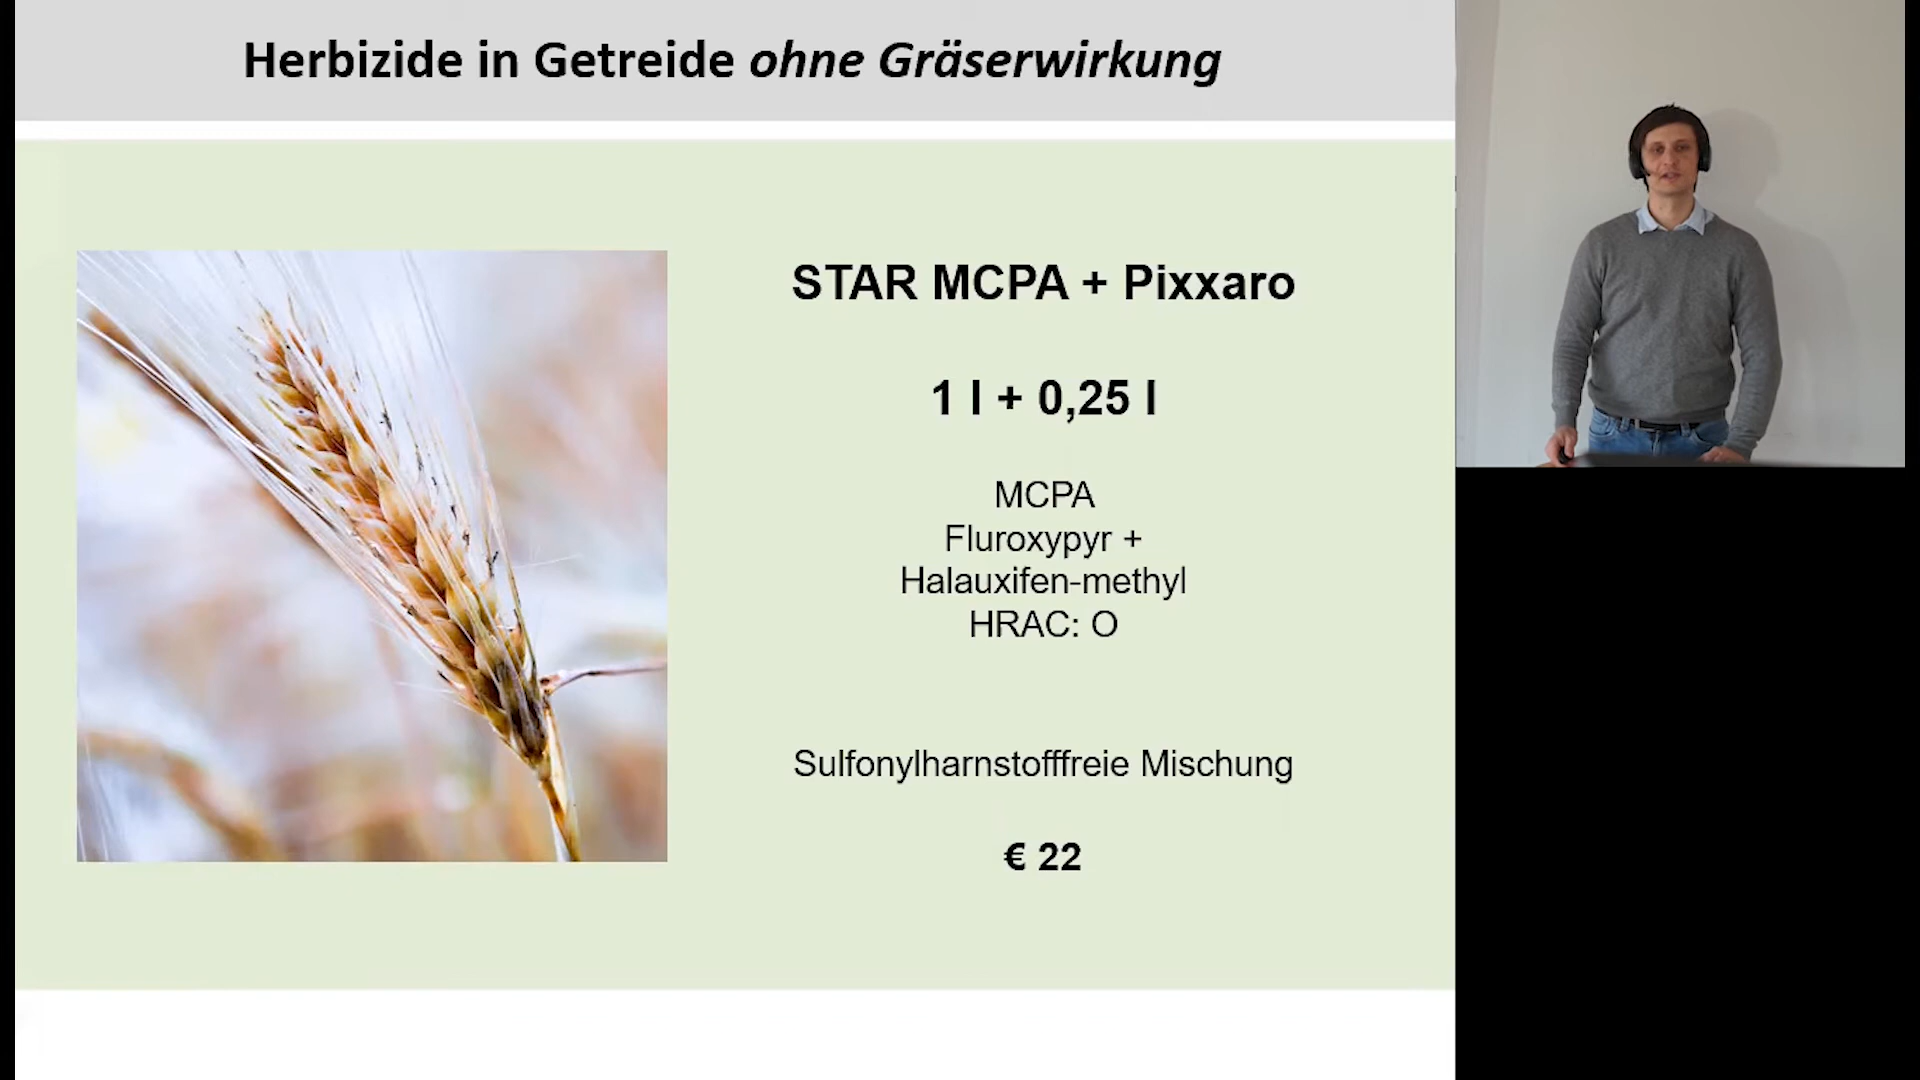 Herbizide in Getreide ohne Gräserwirkung
STAR MCPA + Pixxaro
1 l + 0,25 l
MCPA
Fluroxypyr +
Halauxifen-methyl
HRAC: O
Sulfonylharnstofffreie Mischung
€ 22